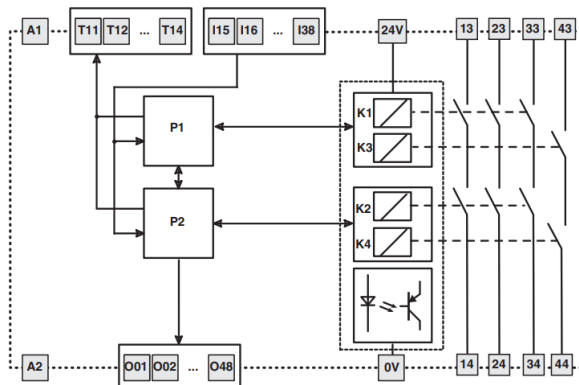 A1 T11 T12 ... T14 I15 I16 ... I38 24V 13 23 33 43
K1
P1
K3
K2
P2
K4
A2 O01 O02 ... O48 0V 14 24 34 44